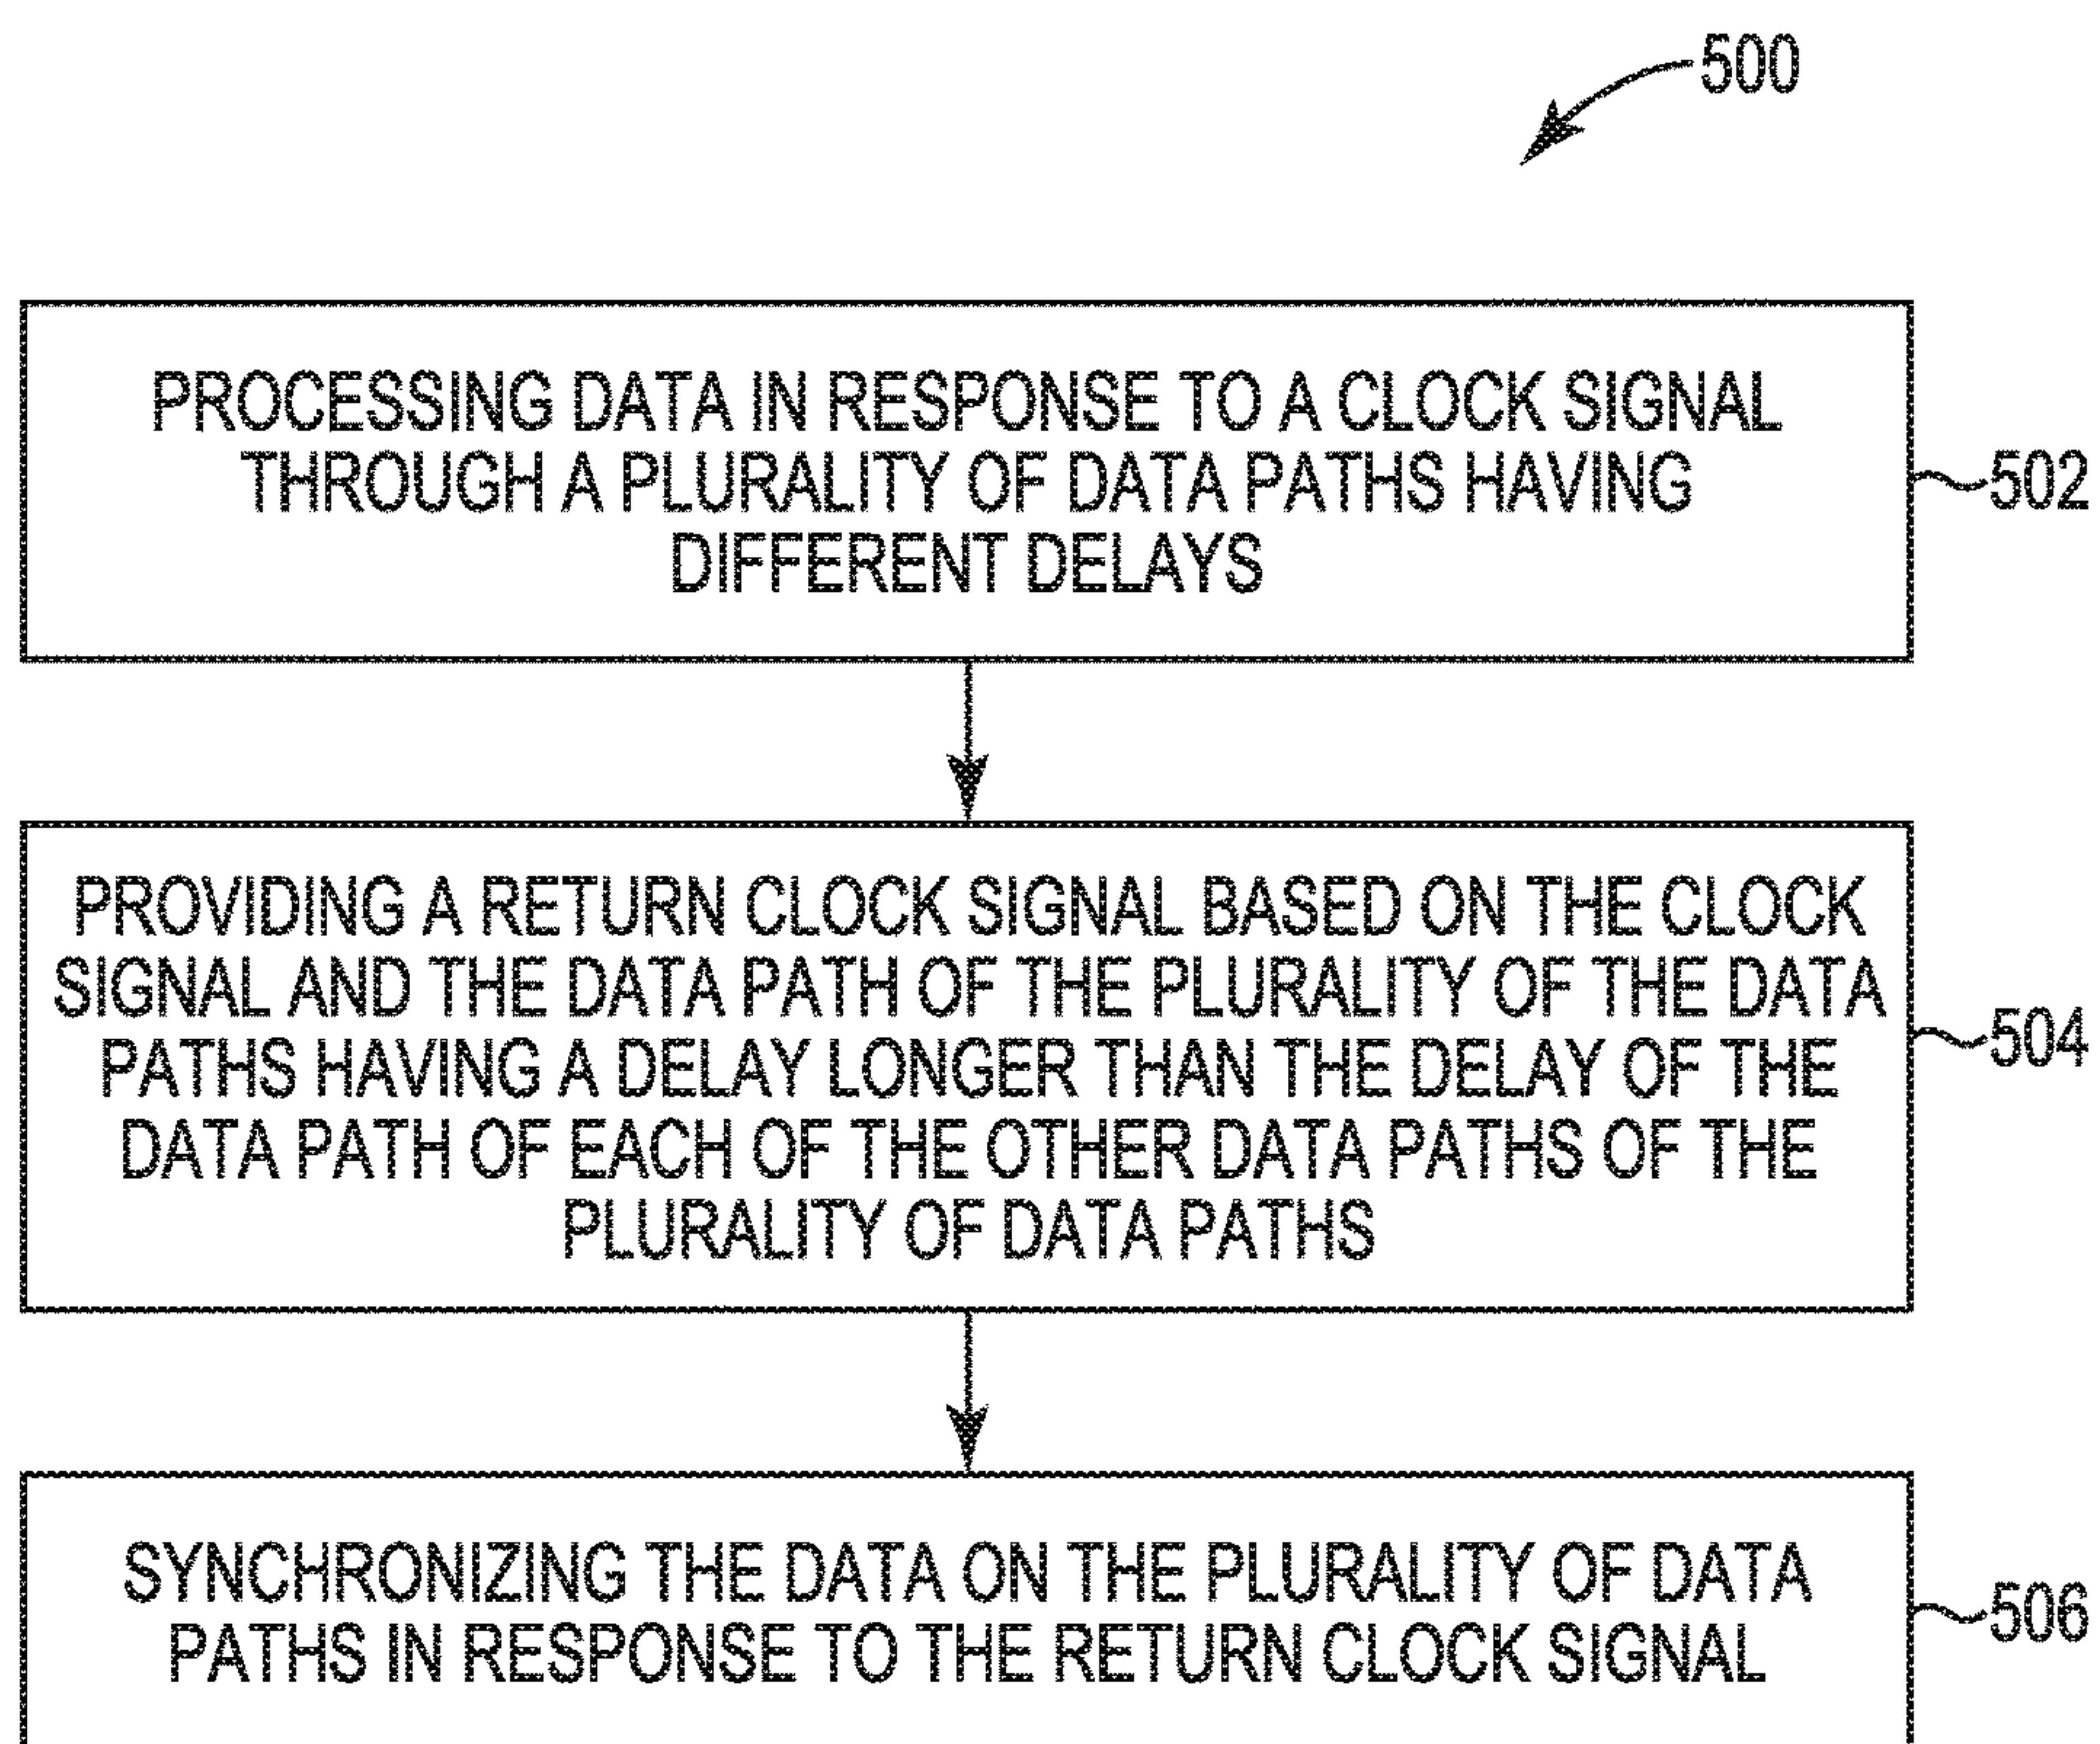 500
PROCESSING DATA IN RESPONSE TO A CLOCK SIGNAL
THROUGH A PLURALITY OF DATA PATHS HAVING
DIFFERENT DELAYS
502
PROVIDING A RETURN CLOCK SIGNAL BASED ON THE CLOCK
SIGNAL AND THE DATA PATH OF THE PLURALITY OF THE DATA
PATHS HAVING A DELAY LONGER THAN THE DELAY OF THE
DATA PATH OF EACH OF THE OTHER DATA PATHS OF THE
PLURALITY OF DATA PATHS
504
SYNCHRONIZING THE DATA ON THE PLURALITY OF DATA
PATHS IN RESPONSE TO THE RETURN CLOCK SIGNAL
506